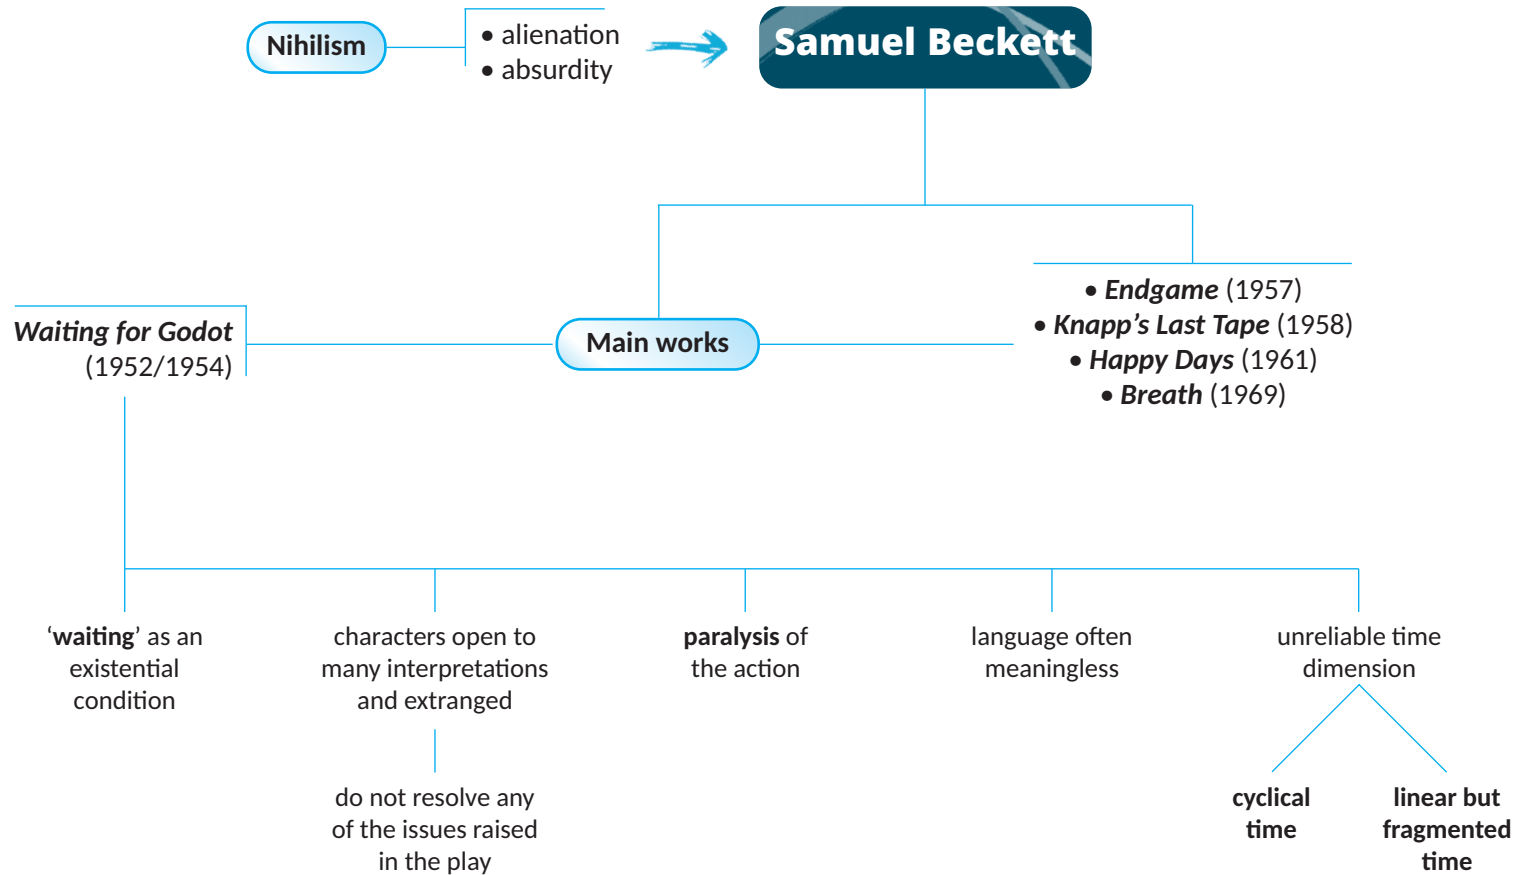 Nihilism
• alienation
• absurdity
Samuel Beckett
Waiting for Godot
(1952/1954)
Main works
• Endgame (1957)
• Knapp’s Last Tape (1958)
• Happy Days (1961)
• Breath (1969)
‘waiting’ as an
existential
condition
characters open to
many interpretations
and extranged
do not resolve any
of the issues raised
in the play
paralysis of
the action
language often
meaningless
unreliable time
dimension
cyclical
time
linear but
fragmented
time